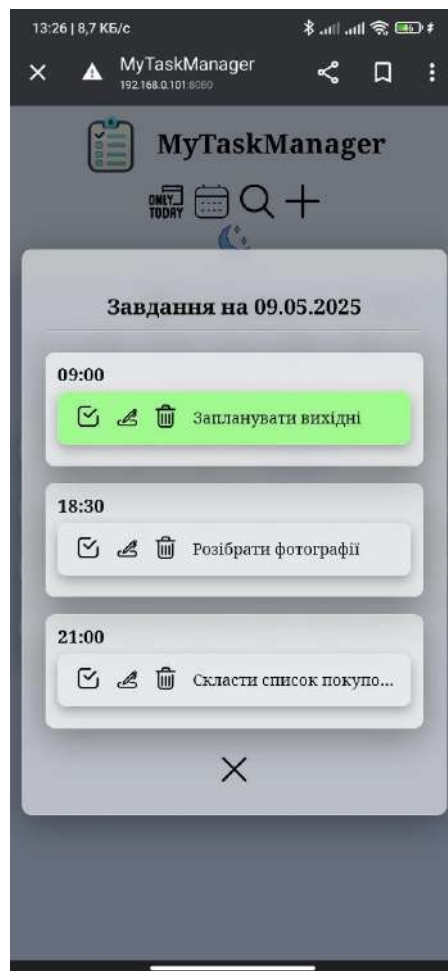 13:26 | 8,7 КБ/с
MyTaskManager
192.168.0.101:8080
MyTaskManager
ONLY
TODAY
Завдання на 09.05.2025
09:00
Запланувати вихідні
18:30
Розібрати фотографії
21:00
Скласти список покупо...